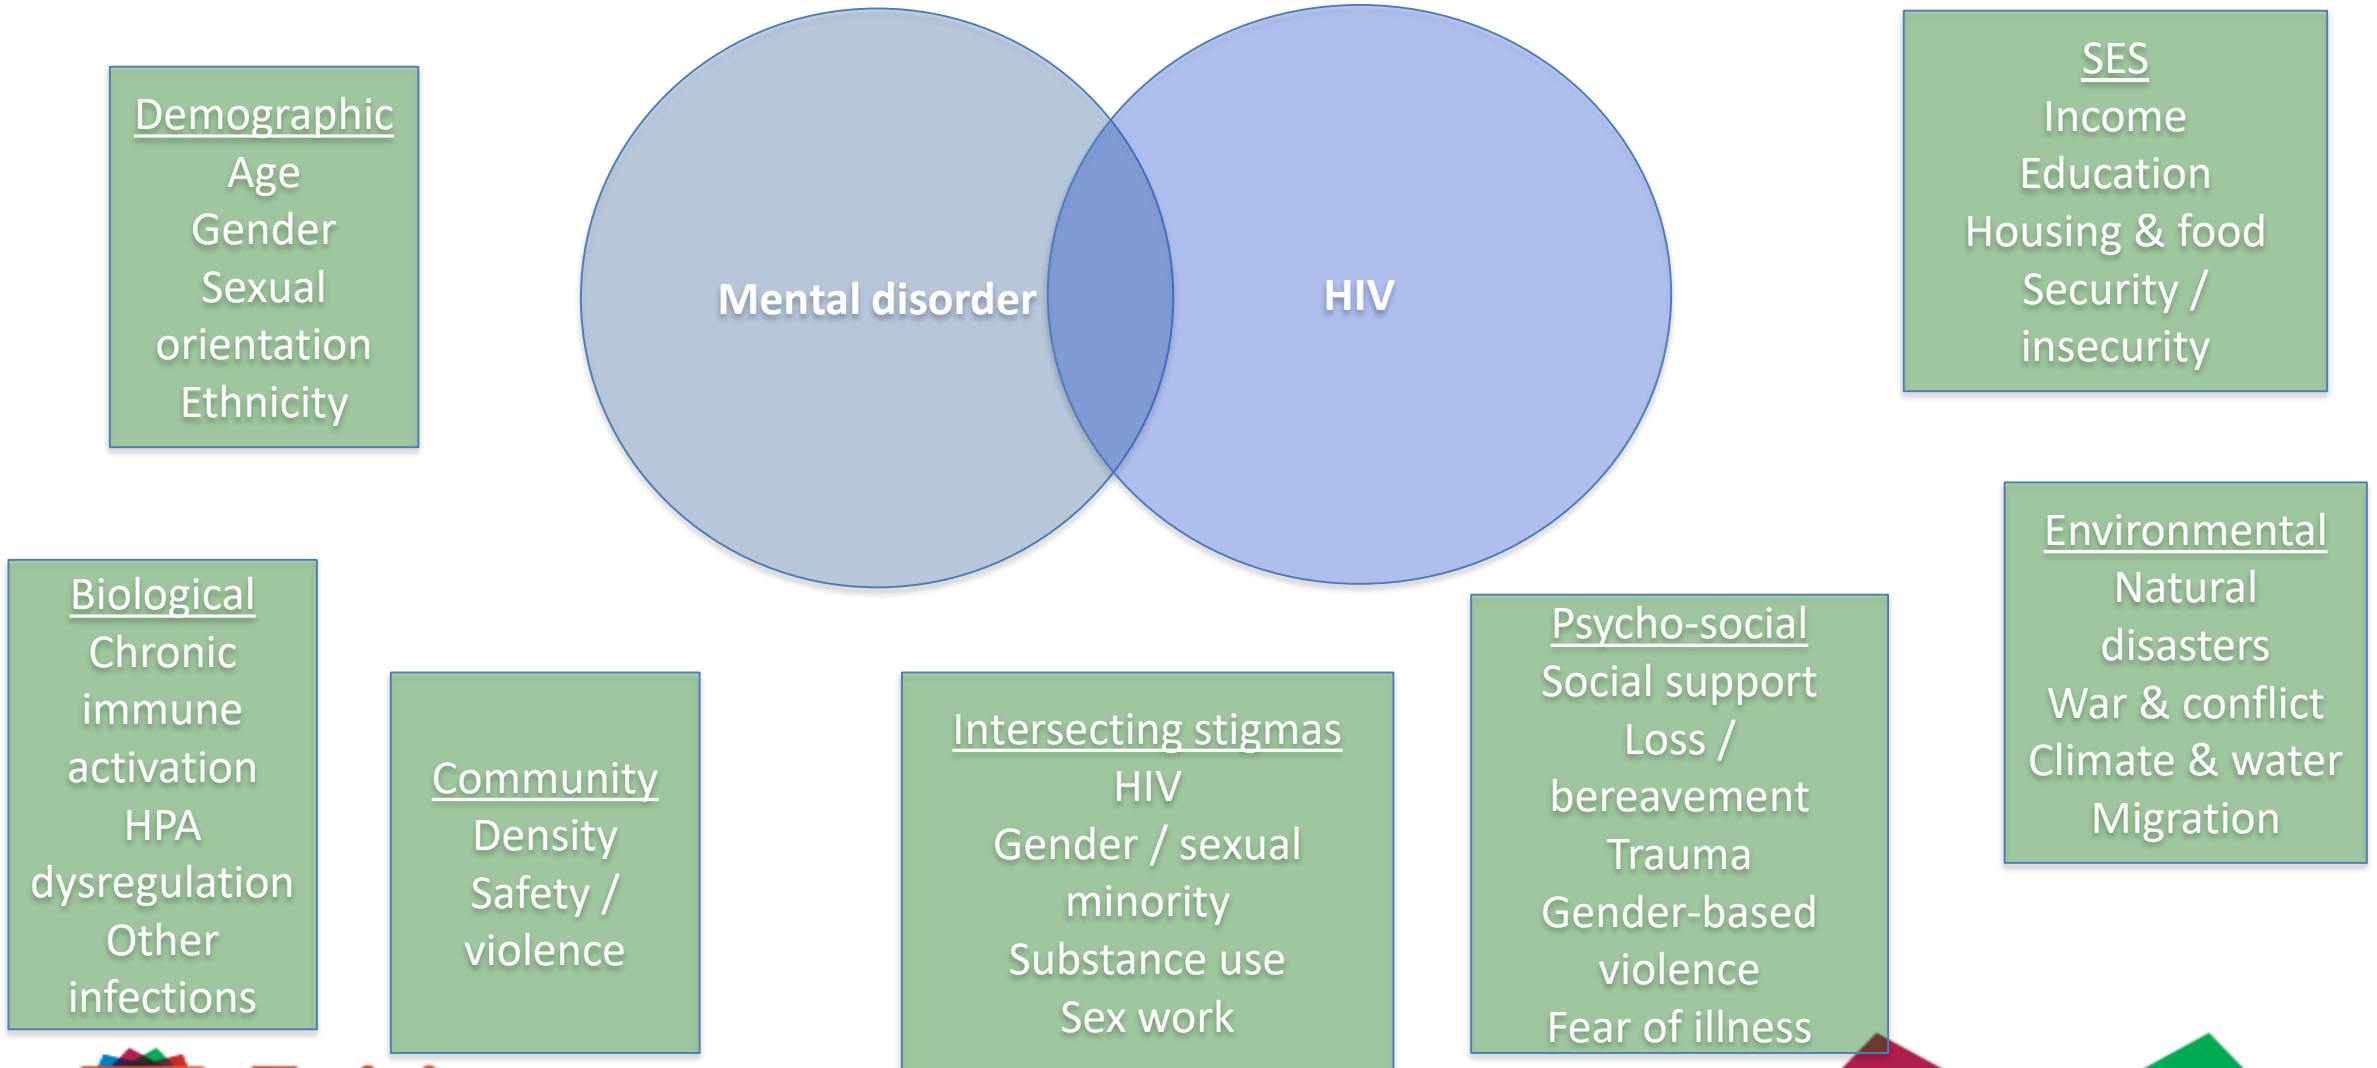 Demographic
Age
Gender
Sexual
orientation
Ethnicity
Mental disorder
HIV
SES
Income
Education
Housing & food
Security /
insecurity
Biological
Chronic
immune
activation
HPA
dysregulation
Other
infections
Community
Density
Safety /
violence
Intersecting stigmas
HIV
Gender / sexual
minority
Substance use
Sex work
Psycho-social
Social support
Loss /
bereavement
Trauma
Gender-based
violence
Fear of illness
Environmental
Natural
disasters
War & conflict
Climate & water
Migration